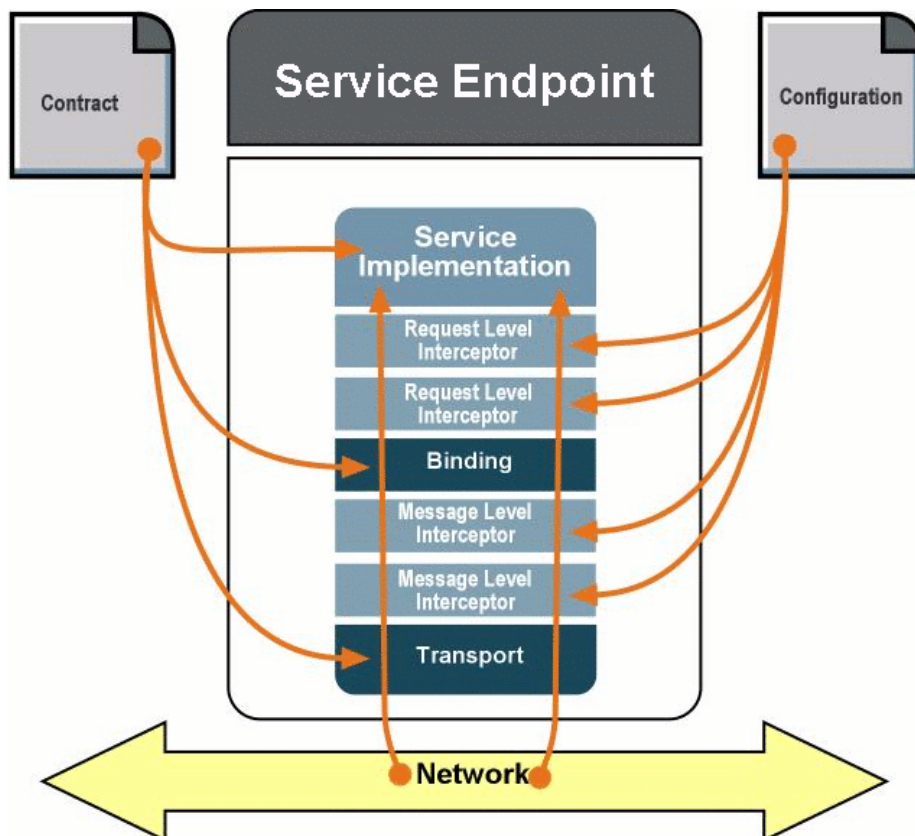 Service Endpoint
Contract
Configuration
Service
Implementation
Request Level
Interceptor
Request Level
Interceptor
Binding
Message Level
Interceptor
Message Level
Interceptor
Transport
Network